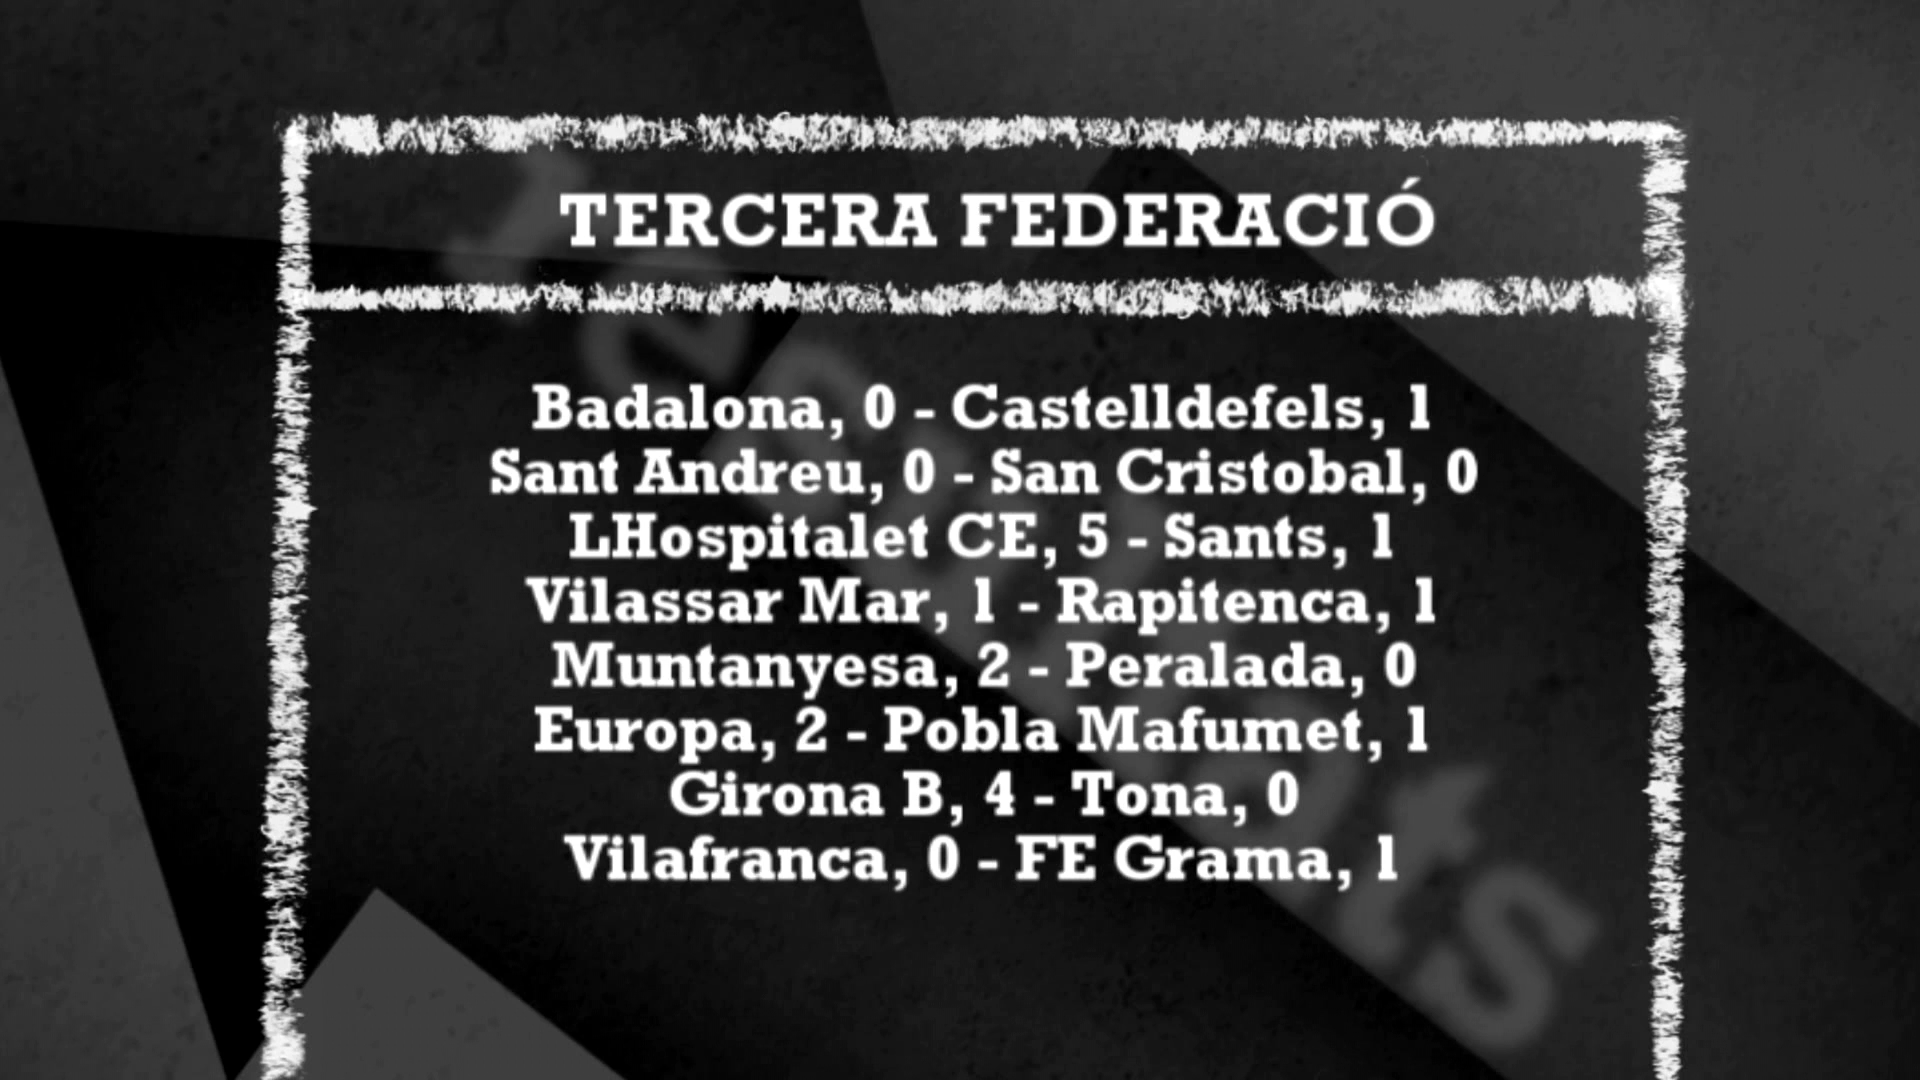 TERCERA FEDERACIÓ
Badalona, 0 - Castelldefels, 1
Sant Andreu, 0 - San Cristobal, 0
LHospitalet CE, 5 - Sants, 1
Vilassar Mar, 1 - Rapitenca, 1
Muntanyesa, 2 - Peralada, 0
Europa, 2 - Pobla Mafumet, 1
Girona B, 4 - Tona, 0
Vilafranca, 0 - FE Grama, 1